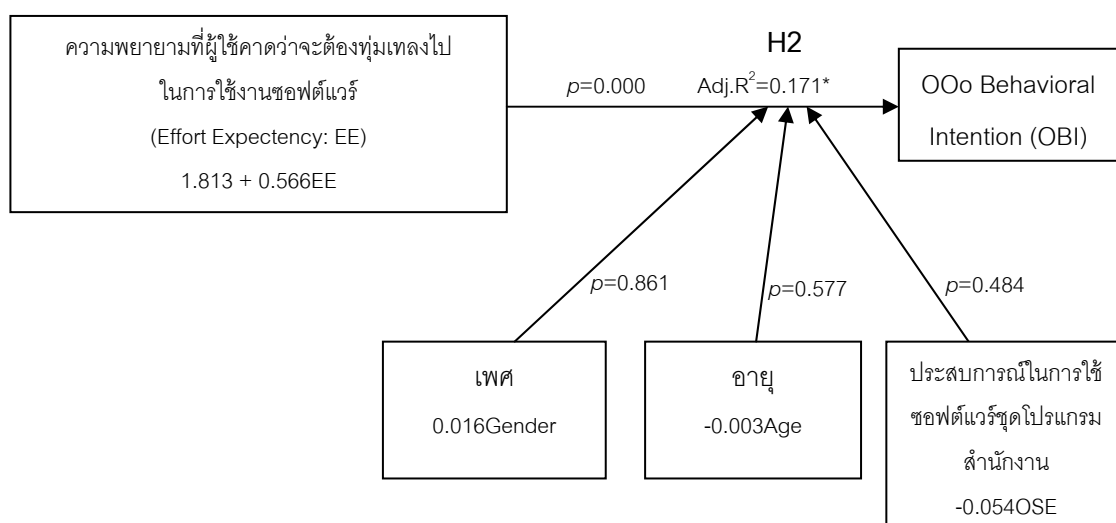 ความพยายามที่ผู้ใช้คาดว่าจะต้องทุ่มเทลงไป
ในการใช้งานซอฟต์แวร์
(Effort Expectency: EE)
1.813 + 0.566EE
p=0.000
H2
Adj.R²=0.171*
OOo Behavioral
Intention (OBI)
p=0.861
p=0.577
p=0.484
เพศ
0.016Gender
อายุ
-0.003Age
ประสบการณ์ในการใช้
ซอฟต์แวร์ชุดโปรแกรม
สำนักงาน
-0.054OSE